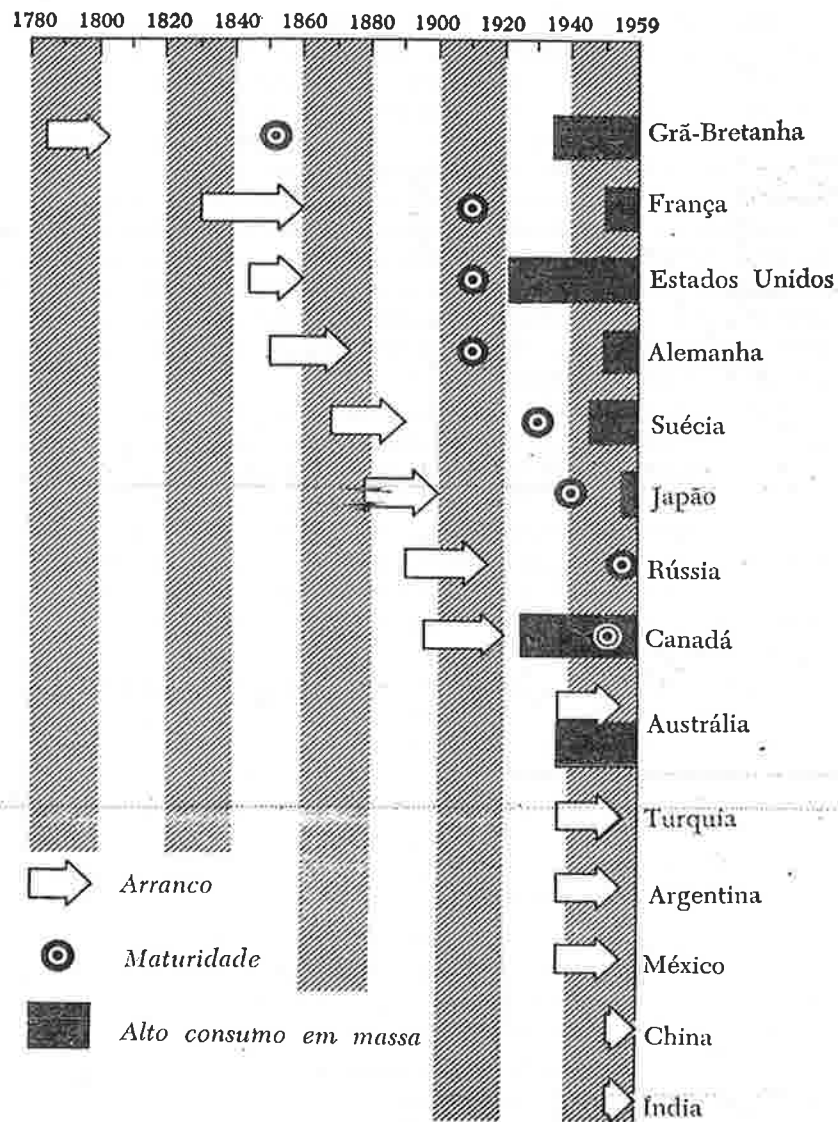 1780 1800 1820 1840 1860 1880 1900 1920 1940 1959
Grã-Bretanha
França
Estados Unidos
Alemanha
Suécia
Japão
Rússia
Canadá
Austrália
Turquia
Argentina
México
China
Índia
Arranco
Maturidade
Alto consumo em massa